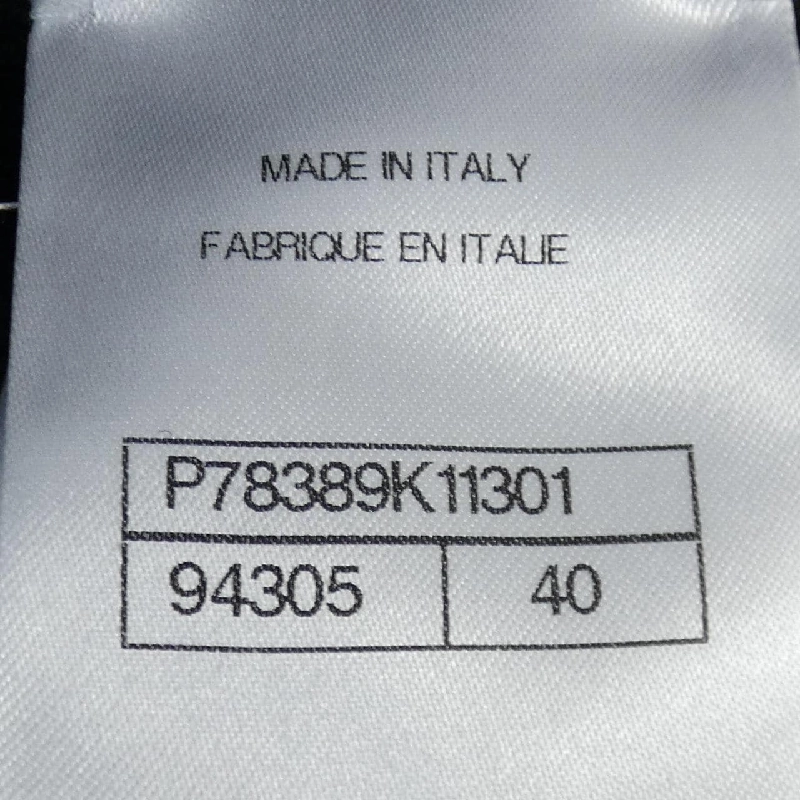 MADE IN ITALY
FABRIQUE EN ITALIE
P78389K11301
94305 40